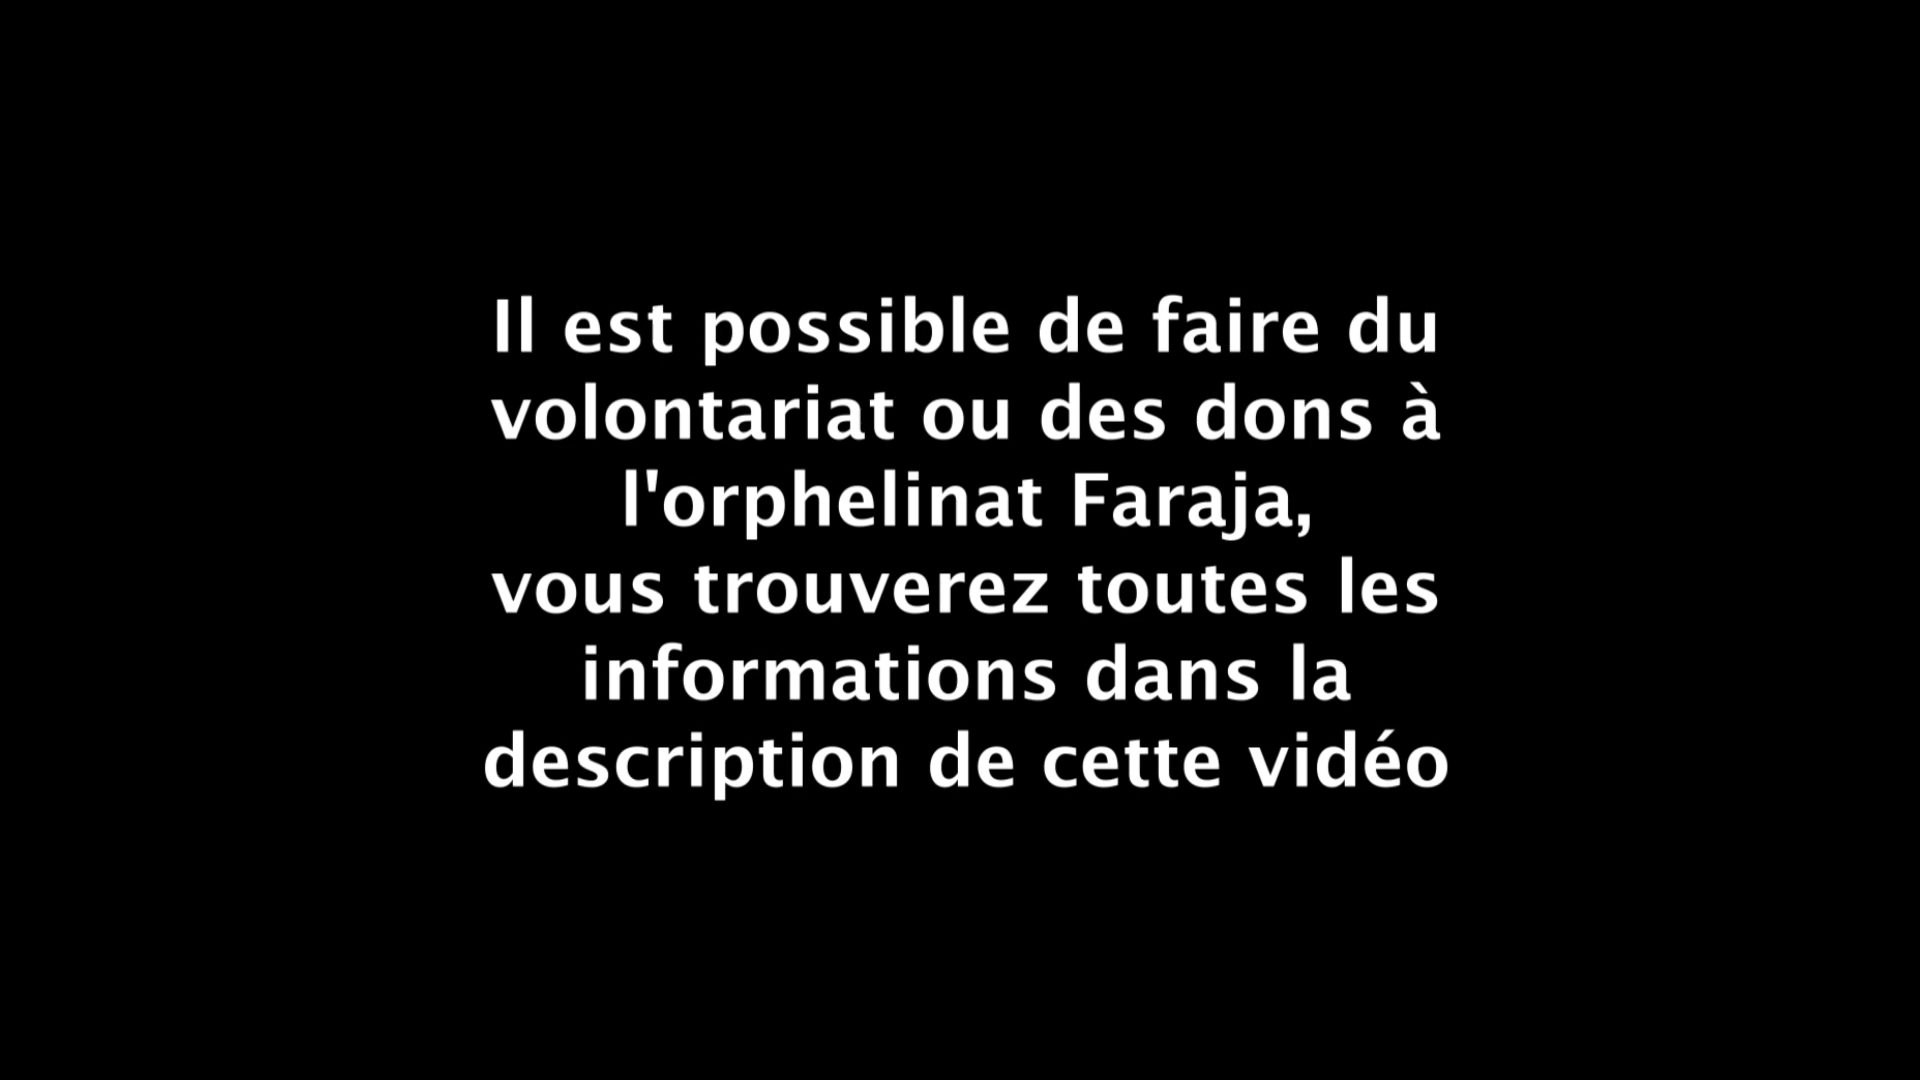 Il est possible de faire du
volontariat ou des dons à
l'orphelinat Faraja,
vous trouverez toutes les
informations dans la
description de cette vidéo